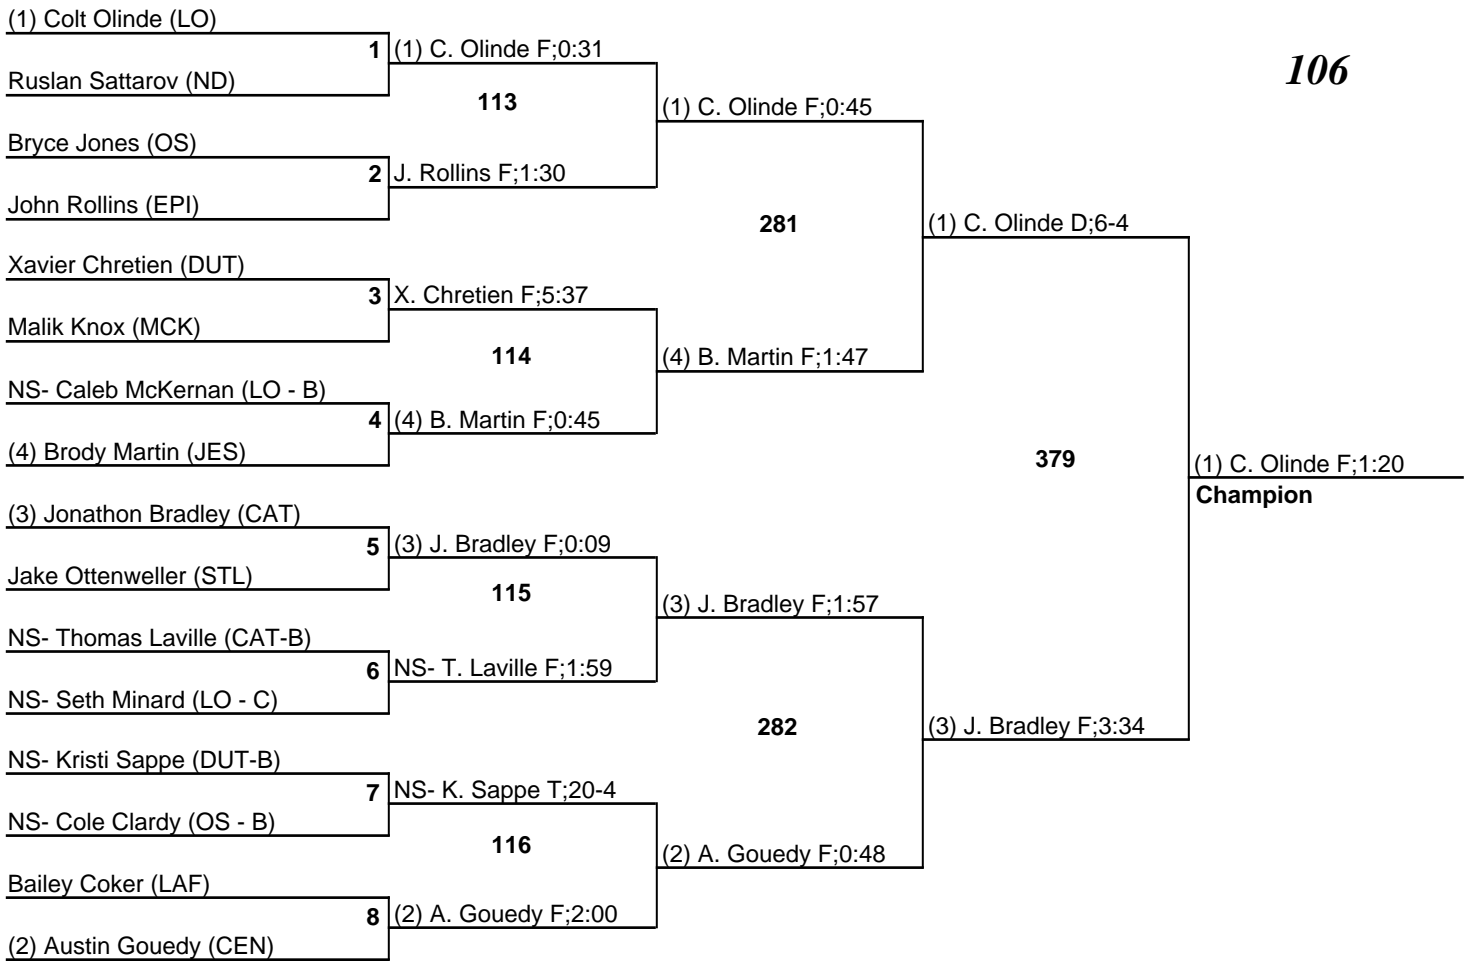 (1) Colt Olinde (LO)
1
(1) C. Olinde F;0:31
Ruslan Sattarov (ND)
113
(1) C. Olinde F;0:45
106
Bryce Jones (OS)
2
J. Rollins F;1:30
John Rollins (EPI)
281
(1) C. Olinde D;6-4
Xavier Chretien (DUT)
3
X. Chretien F;5:37
Malik Knox (MCK)
114
(4) B. Martin F;1:47
NS- Caleb McKernan (LO - B)
4
(4) B. Martin F;0:45
(4) Brody Martin (JES)
379
(1) C. Olinde F;1:20
Champion
(3) Jonathon Bradley (CAT)
5
(3) J. Bradley F;0:09
Jake Ottenweller (STL)
115
(3) J. Bradley F;1:57
NS- Thomas Laville (CAT-B)
6
NS- T. Laville F;1:59
NS- Seth Minard (LO - C)
282
(3) J. Bradley F;3:34
NS- Kristi Sappe (DUT-B)
7
NS- K. Sappe T;20-4
NS- Cole Clardy (OS - B)
116
(2) A. Gouedy F;0:48
Bailey Coker (LAF)
8
(2) A. Gouedy F;2:00
(2) Austin Gouedy (CEN)